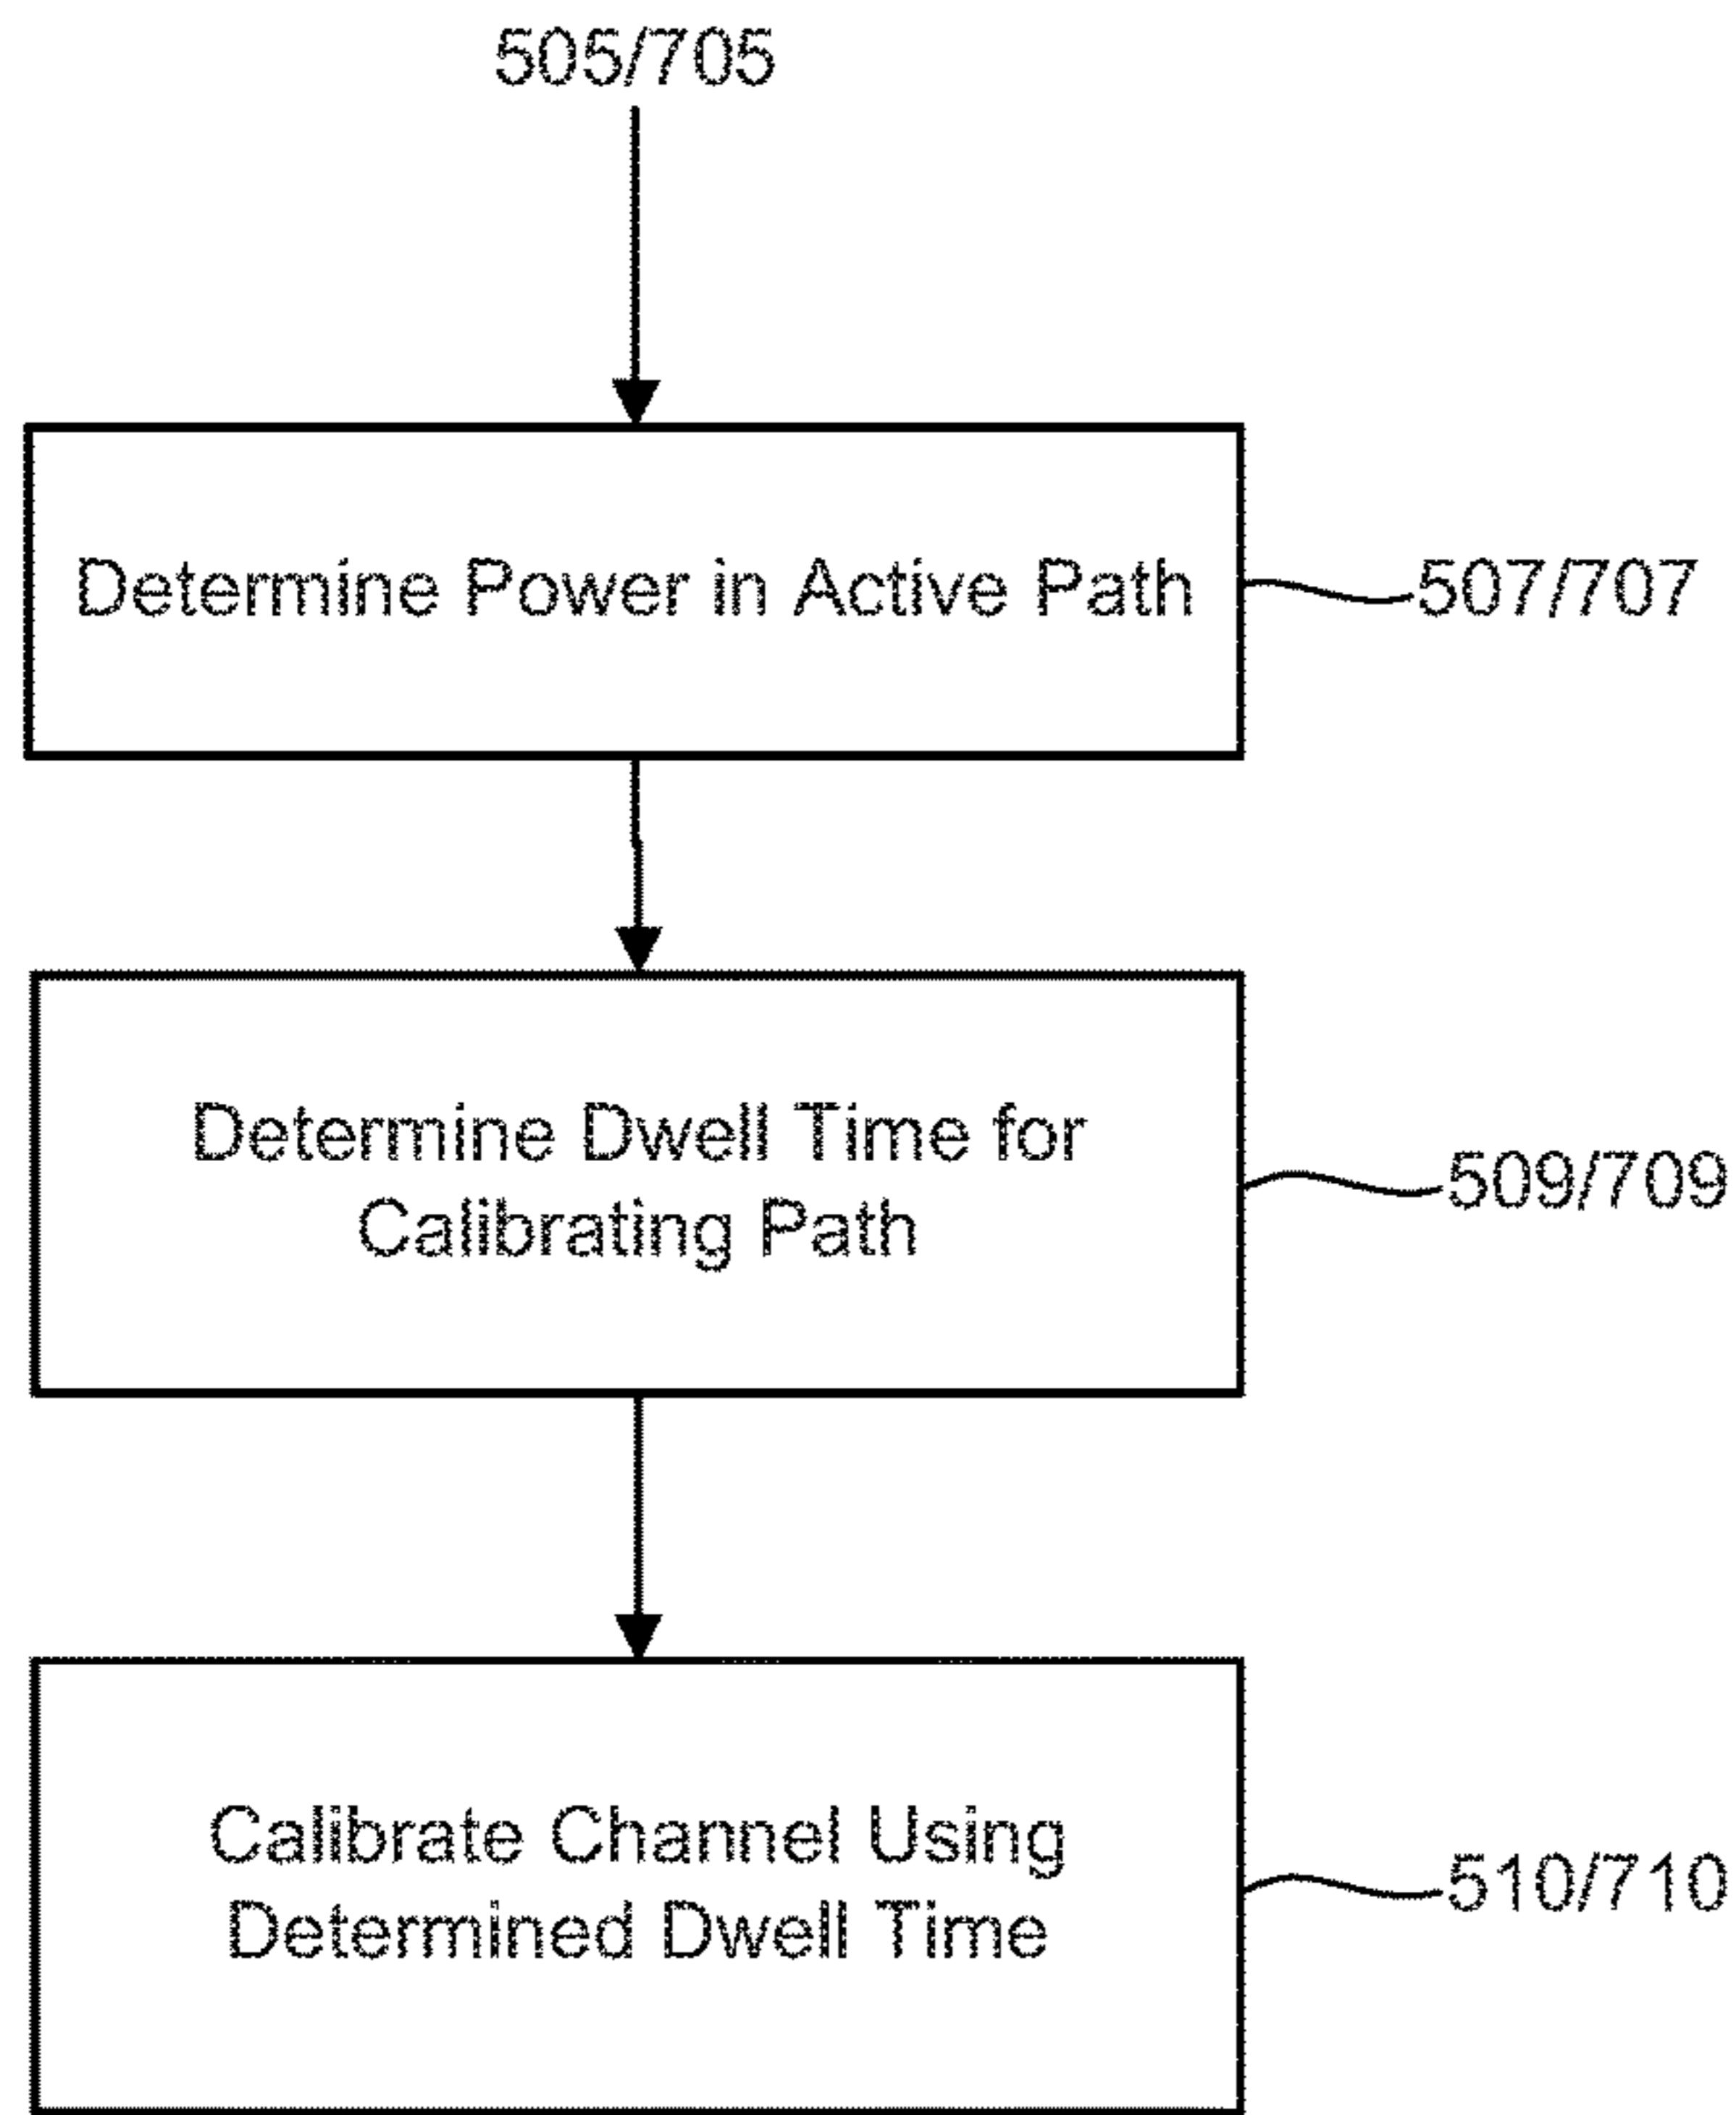 505/705
Determine Power in Active Path
507/707
Determine Dwell Time for
Calibrating Path
509/709
Calibrate Channel Using
Determined Dwell Time
510/710